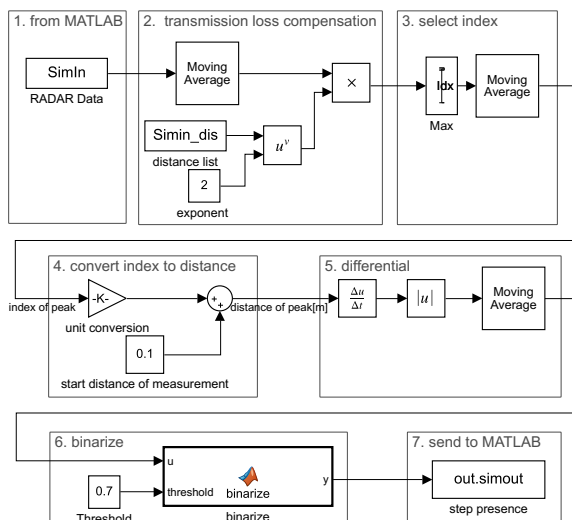 1. from MATLAB
2. transmission loss compensation
3. select index
SimIn
RADAR Data
Moving
Average
×
Simin_dis
distance list
u^v
2
exponent
Idx
Max
Moving
Average
4. convert index to distance
5. differential
index of peak
-K-
unit conversion
+
+
distance of peak[m]
0.1
start distance of measurement
Δu
Δt
|u|
Moving
Average
6. binarize
7. send to MATLAB
u
threshold
binarize
y
0.7
Threshold
binarize
out.simout
step presence